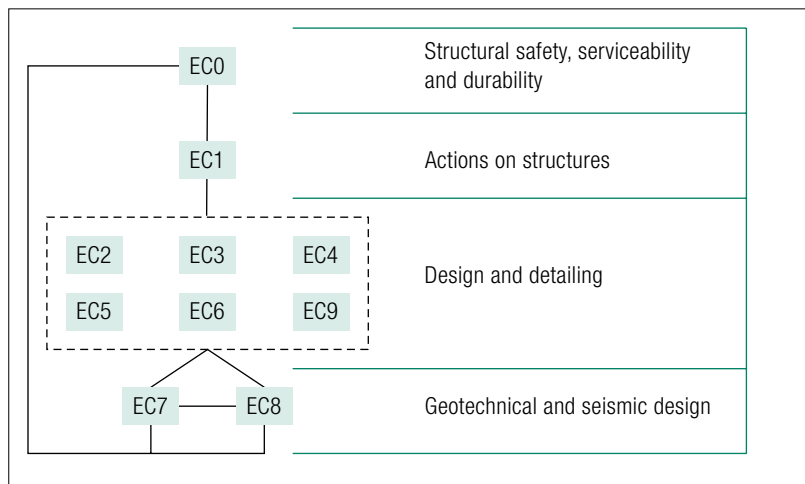 EC0
Structural safety, serviceability
and durability
EC1
Actions on structures
EC2 EC3 EC4
Design and detailing
EC5 EC6 EC9
EC7 EC8
Geotechnical and seismic design